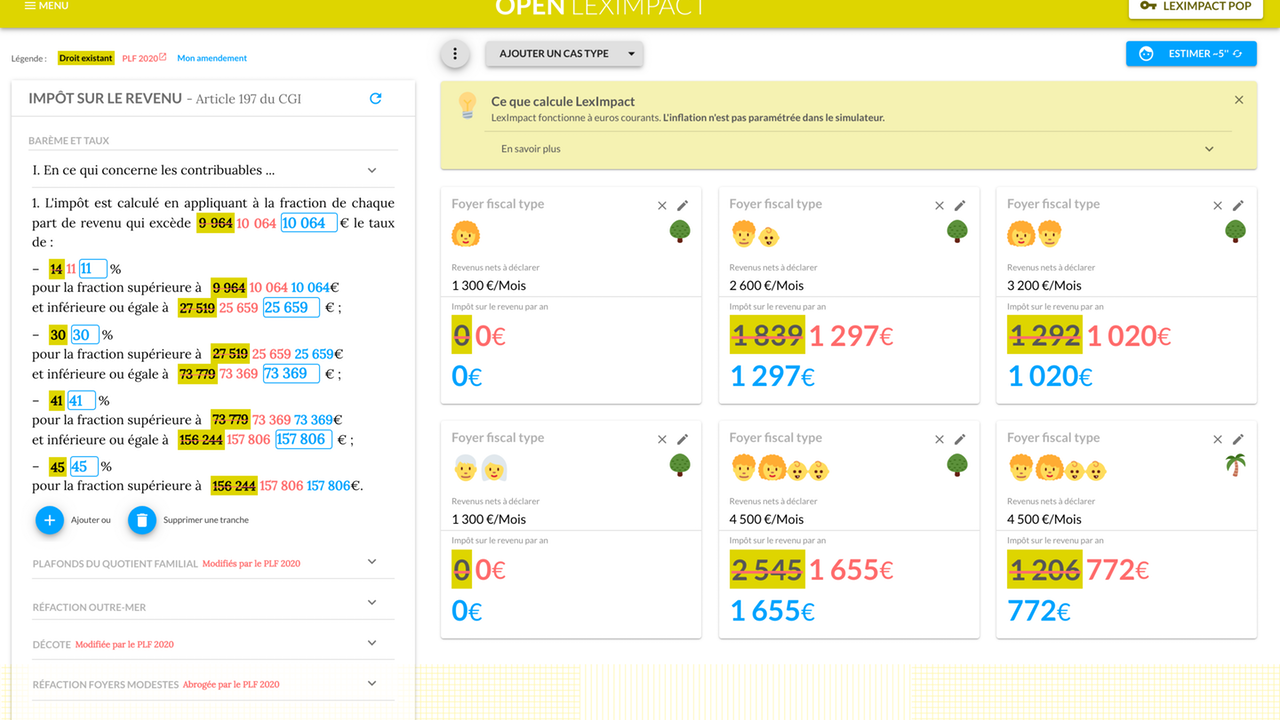 MENU
OPEN LEXIMPACT
LEXIMPACT POP
Légende :
Droit existant
PLF 2020
Mon amendement
AJOUTER UN CAS TYPE
ESTIMER ~5''
IMPÔT SUR LE REVENU - Article 197 du CGI
BARÈME ET TAUX
I. En ce qui concerne les contribuables ...
1. L'impôt est calculé en appliquant à la fraction de chaque
part de revenu qui excède 9 964 10 064 10 064 € le taux
de :
– 14 11 11 %
pour la fraction supérieure à 9 964 10 064 10 064€
et inférieure ou égale à 27 519 25 659 25 659 € ;
– 30 30 %
pour la fraction supérieure à 27 519 25 659 25 659€
et inférieure ou égale à 73 779 73 369 73 369 € ;
– 41 41 %
pour la fraction supérieure à 73 779 73 369 73 369€
et inférieure ou égale à 156 244 157 806 157 806 € ;
– 45 45 %
pour la fraction supérieure à 156 244 157 806 157 806€.
Ajouter ou
Supprimer une tranche
PLAFONDS DU QUOTIENT FAMILIAL Modifiés par le PLF 2020
RÉFACTION OUTRE-MER
DÉCOTE Modifiée par le PLF 2020
RÉFACTION FOYERS MODESTES Abrogée par le PLF 2020
Ce que calcule LexImpact
LexImpact fonctionne à euros courants. L'inflation n'est pas paramétrée dans le simulateur.
En savoir plus
Foyer fiscal type
Revenus nets à déclarer
1 300 €/Mois
Impôt sur le revenu par an
0 0€
0€
Foyer fiscal type
Revenus nets à déclarer
2 600 €/Mois
Impôt sur le revenu par an
1 839 1 297€
1 297€
Foyer fiscal type
Revenus nets à déclarer
3 200 €/Mois
Impôt sur le revenu par an
1 292 1 020€
1 020€
Foyer fiscal type
Revenus nets à déclarer
1 300 €/Mois
Impôt sur le revenu par an
0 0€
0€
Foyer fiscal type
Revenus nets à déclarer
4 500 €/Mois
Impôt sur le revenu par an
2 545 1 655€
1 655€
Foyer fiscal type
Revenus nets à déclarer
4 500 €/Mois
Impôt sur le revenu par an
1 206 772€
772€